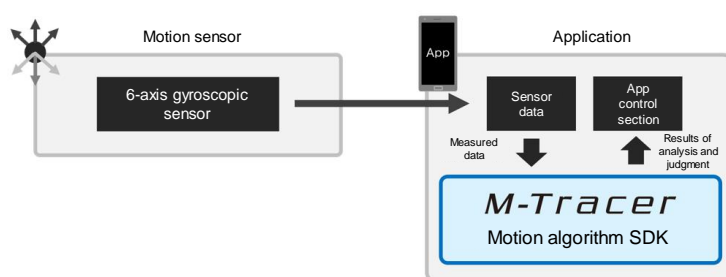 Motion sensor
6-axis gyroscopic
sensor
App
Application
Sensor
data
App
control
section
Measured
data
Results of
analysis and
judgment
M-Tracer
Motion algorithm SDK